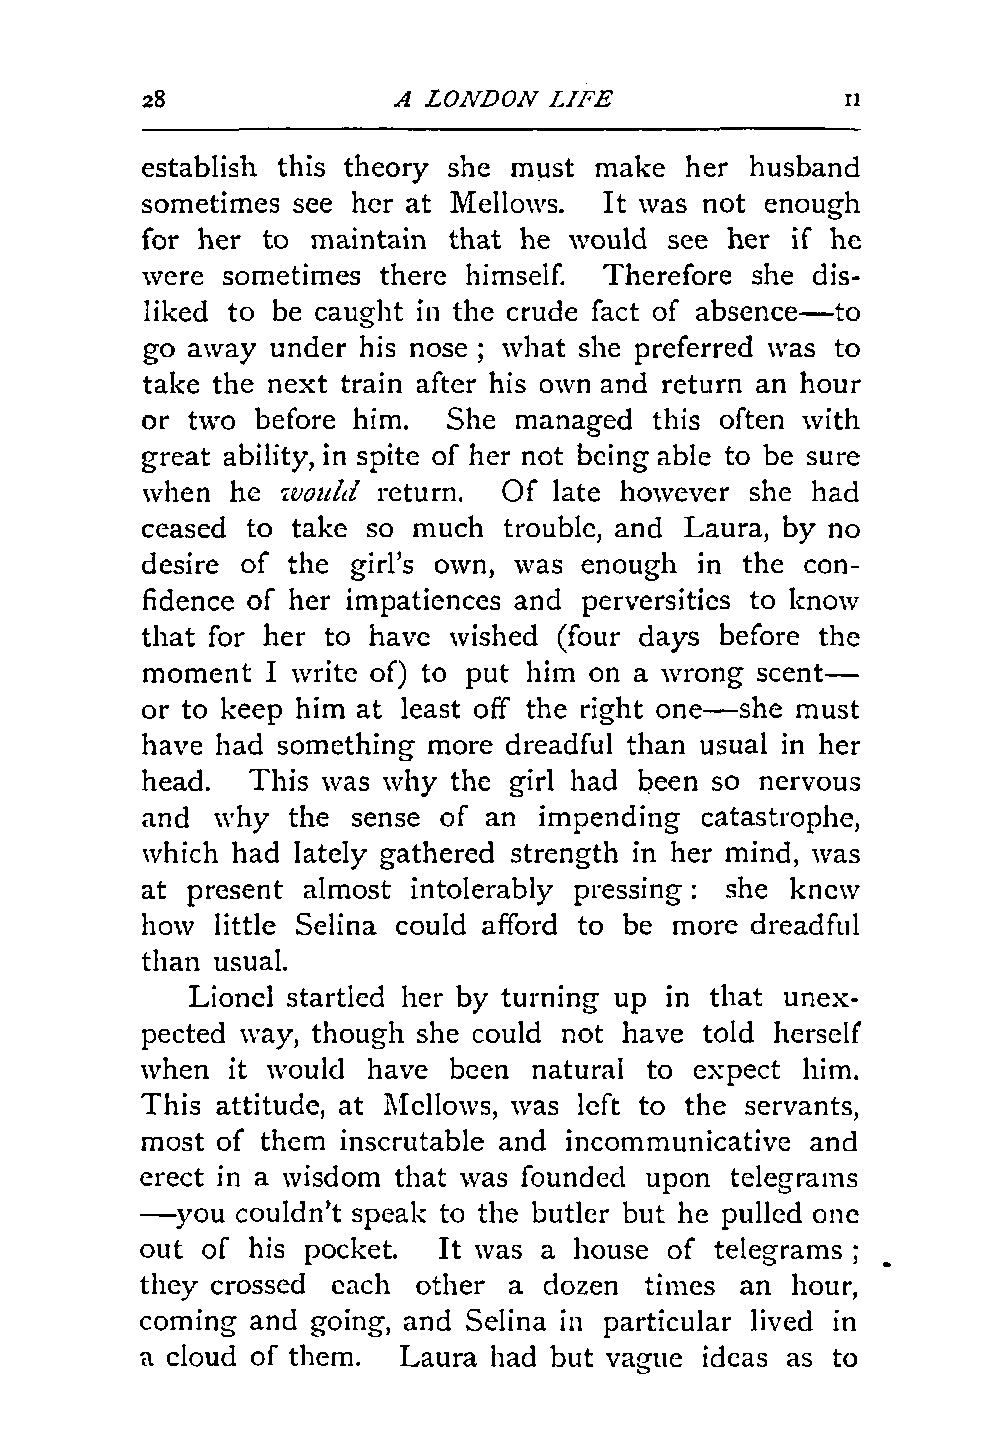 28 A LONDON LIFE II
establish this theory she must make her husband
sometimes see her at Mellows. It was not enough
for her to maintain that he would see her if he
were sometimes there himself. Therefore she dis-
liked to be caught in the crude fact of absence—to
go away under his nose ; what she preferred was to
take the next train after his own and return an hour
or two before him. She managed this often with
great ability, in spite of her not being able to be sure
when he would return. Of late however she had
ceased to take so much trouble, and Laura, by no
desire of the girl's own, was enough in the con-
fidence of her impatiences and perversities to know
that for her to have wished (four days before the
moment I write of) to put him on a wrong scent—
or to keep him at least off the right one—she must
have had something more dreadful than usual in her
head. This was why the girl had been so nervous
and why the sense of an impending catastrophe,
which had lately gathered strength in her mind, was
at present almost intolerably pressing : she knew
how little Selina could afford to be more dreadful
than usual.
Lionel startled her by turning up in that unex-
pected way, though she could not have told herself
when it would have been natural to expect him.
This attitude, at Mellows, was left to the servants,
most of them inscrutable and incommunicative and
erect in a wisdom that was founded upon telegrams
—you couldn't speak to the butler but he pulled one
out of his pocket. It was a house of telegrams ;
they crossed each other a dozen times an hour,
coming and going, and Selina in particular lived in
a cloud of them. Laura had but vague ideas as to